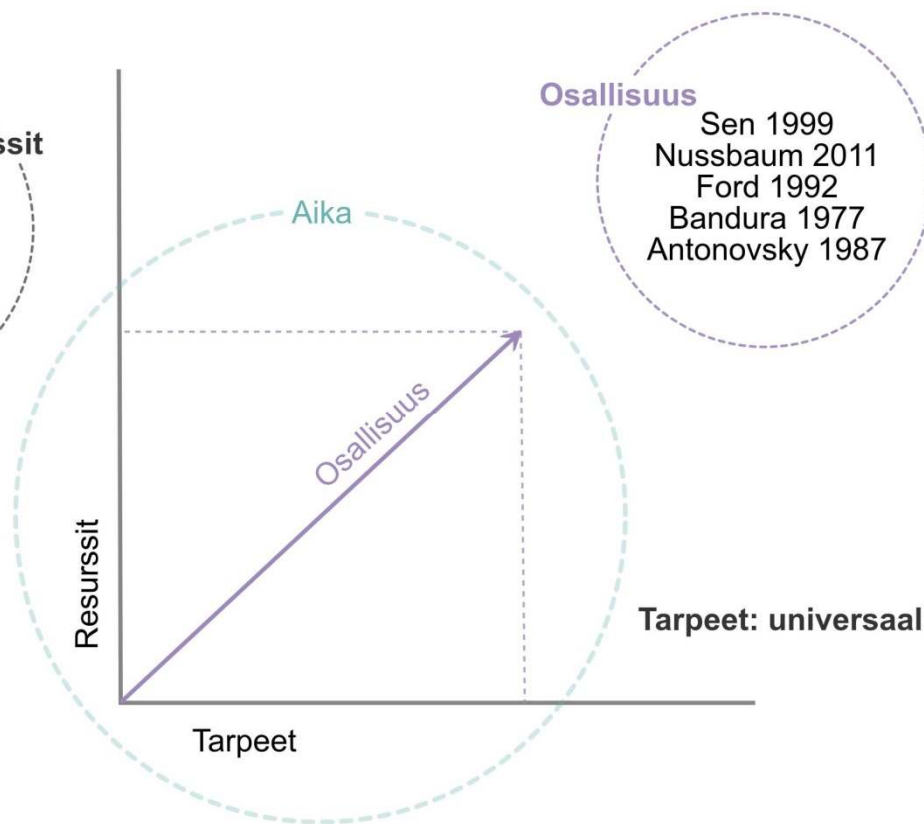 Osallisuus
Sen 1999
Nussbaum 2011
Ford 1992
Bandura 1977
Antonovsky 1987
ssit
Aika
Osallisuus
Resurssit
Tarpeet: universaal
Tarpeet